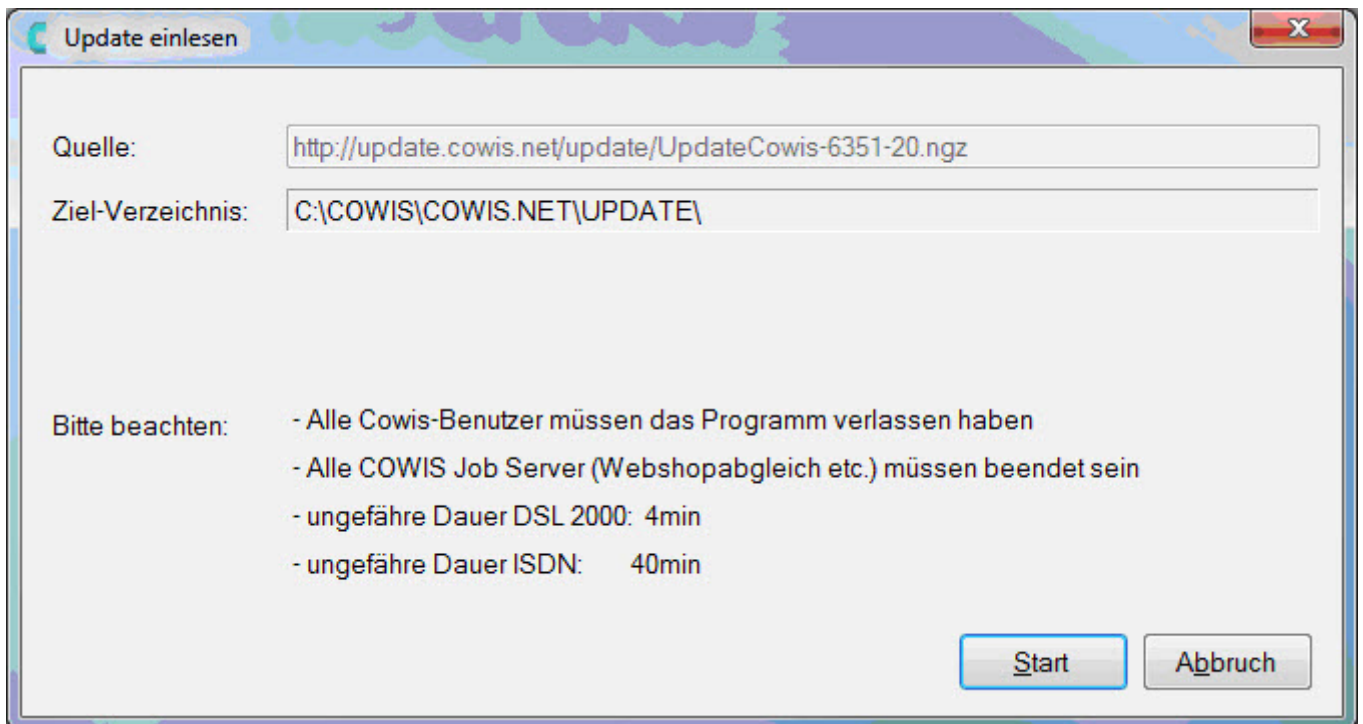 Update einlesen
Quelle: http://update.cowis.net/update/UpdateCowis-6351-20.ngz
Ziel-Verzeichnis: C:\COWIS\COWIS.NET\UPDATE\
Bitte beachten: - Alle Cowis-Benutzer müssen das Programm verlassen haben
- Alle COWIS Job Server (Webshopabgleich etc.) müssen beendet sein
- ungefähre Dauer DSL 2000: 4min
- ungefähre Dauer ISDN: 40min
Start Abbruch